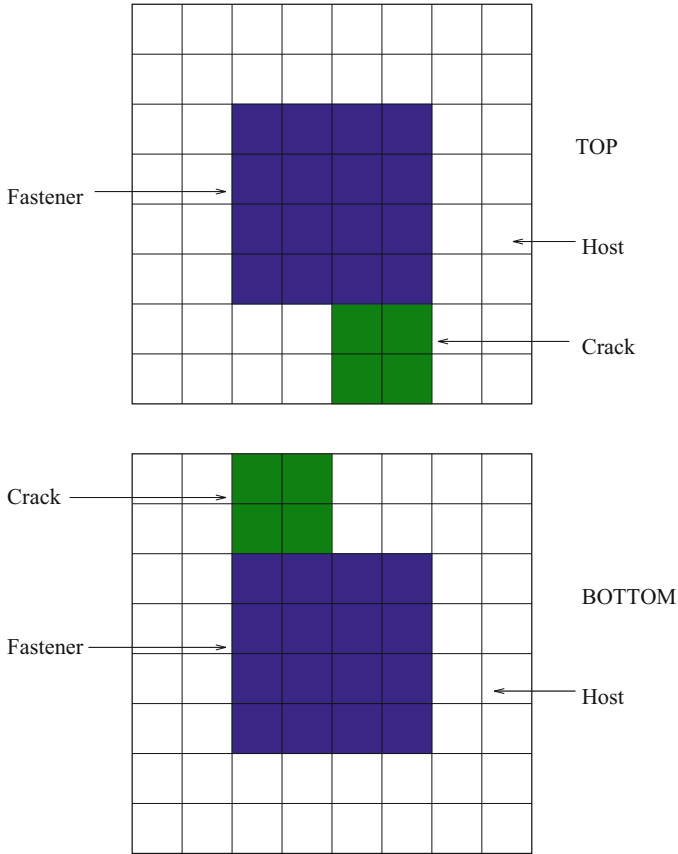 TOP
Fastener
Host
Crack
Crack
BOTTOM
Fastener
Host